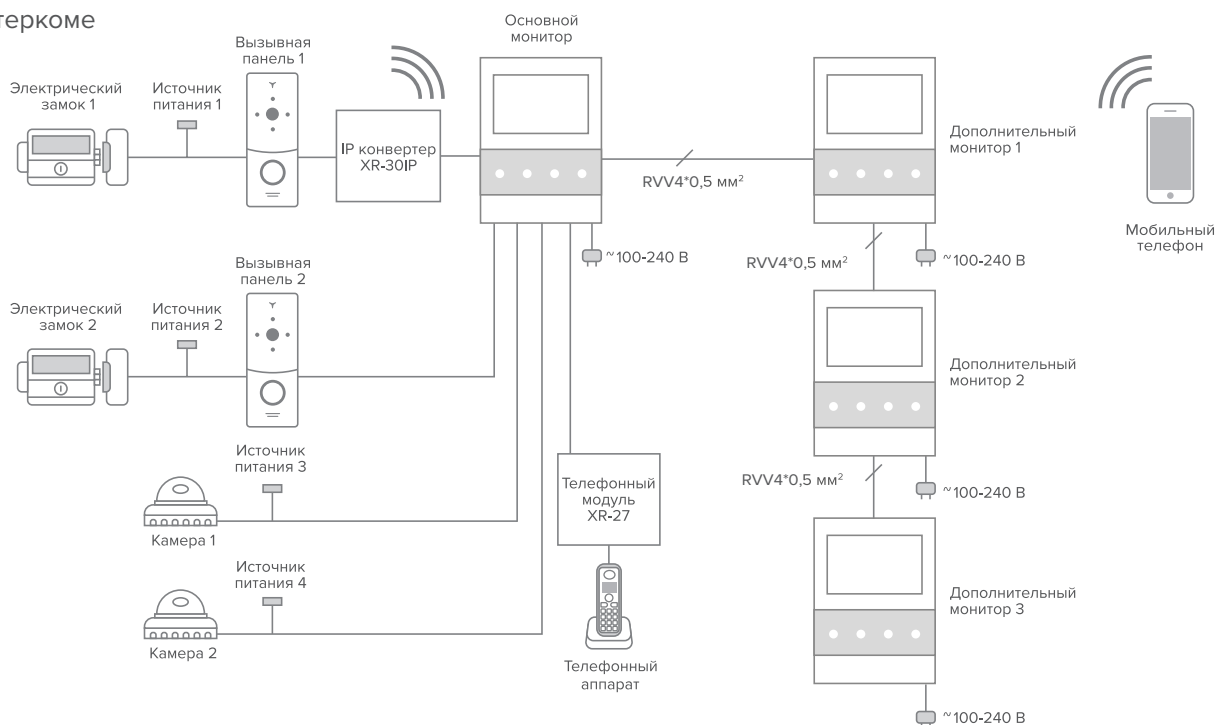 теркоме
Основной
монитор
Вызывная
панель 1
Электрический
замок 1
Источник
питания 1
IP конвертер
XR-30IP
RVV4*0,5 мм²
Дополнительный
монитор 1
Мобильный
телефон
~100-240 В
RVV4*0,5 мм²
~100-240 В
Вызывная
панель 2
Электрический
замок 2
Источник
питания 2
Дополнительный
монитор 2
Источник
питания 3
Телефонный
модуль
XR-27
RVV4*0,5 мм²
~100-240 В
Камера 1
Источник
питания 4
Дополнительный
монитор 3
Камера 2
Телефонный
аппарат
~100-240 В